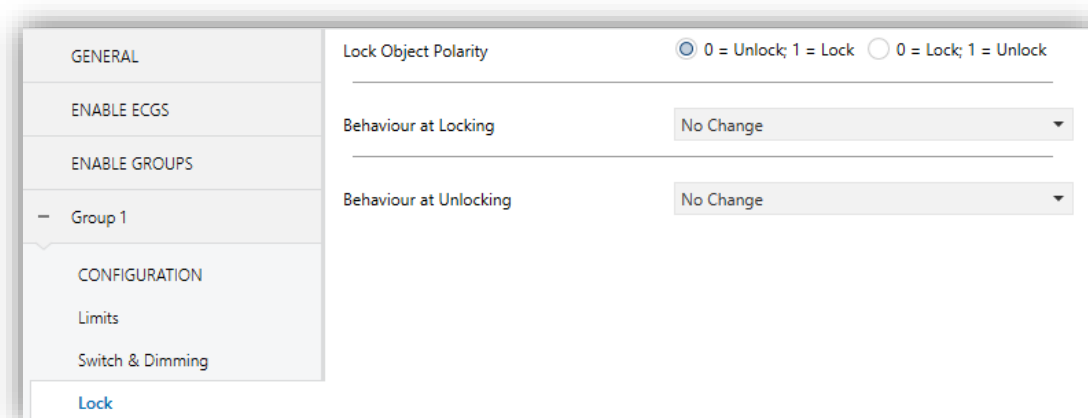 GENERAL
ENABLE ECGS
ENABLE GROUPS
Group 1
CONFIGURATION
Limits
Switch & Dimming
Lock
Lock Object Polarity 0 = Unlock; 1 = Lock 0 = Lock; 1 = Unlock
Behaviour at Locking No Change
Behaviour at Unlocking No Change